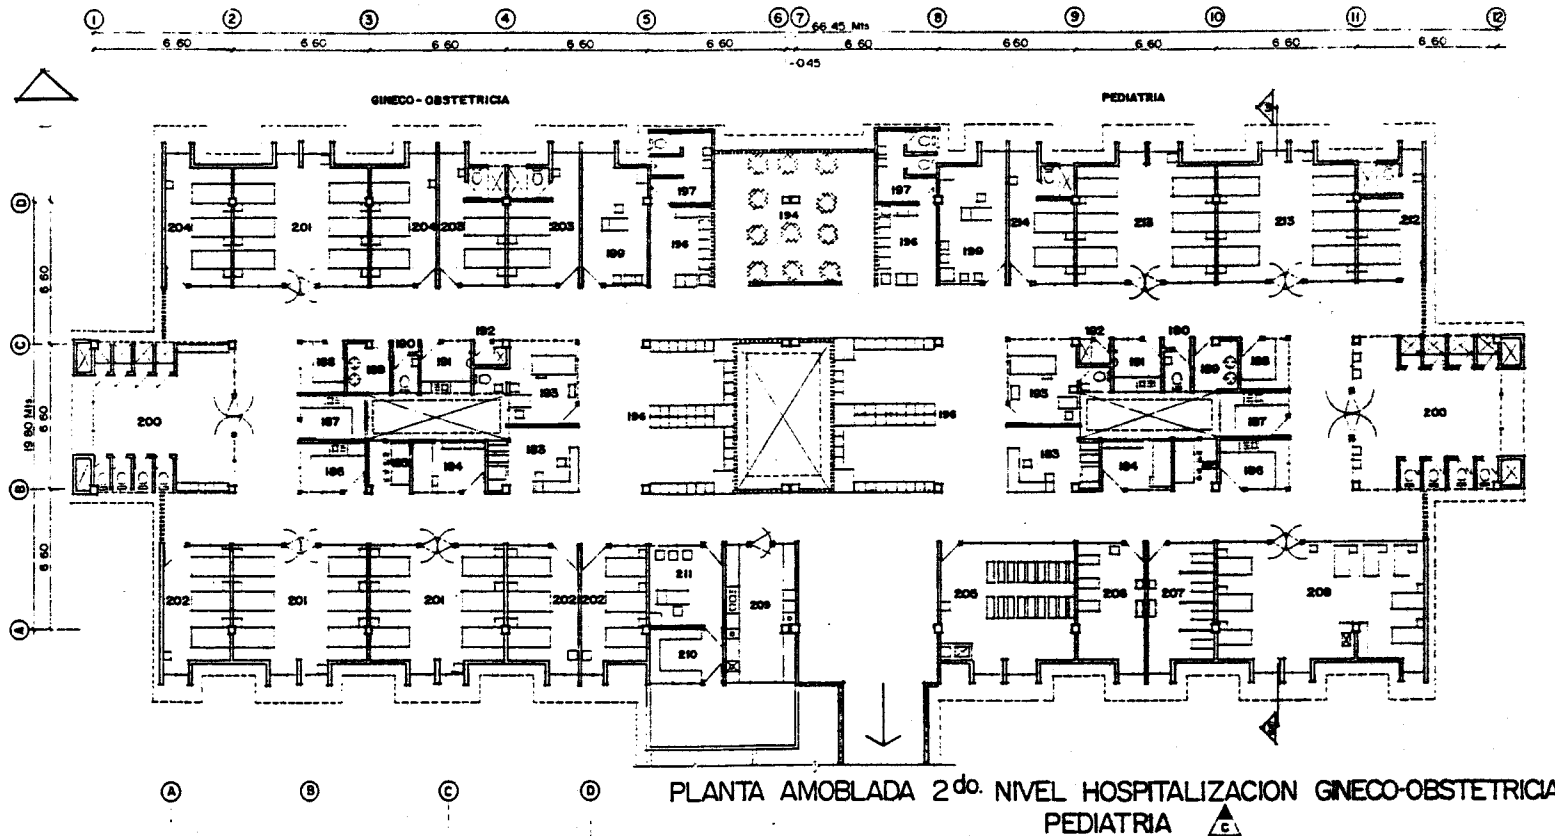 1 2 3 4 5 6 7 8 9 10 11 12
66.45 Mts
6.60 6.60 6.60 6.60 6.60 6.60 6.60 6.60 6.60 6.60
-045
GINECO-OBSTETRICIA PEDIATRIA
D
197 197
204 201 204 203 203 199 196 194 196 199 214 213 213 212
6.60
C
192 192
188 189 190 191 193 193 191 190 189 188
19.80 Mts
6.60
200 187 196 196 187 200
186 184 183 183 184 186
B
6.60
211
202 201 201 202 202 209 205 206 207 208
A
210
A B C D
PLANTA AMOBLADA 2do. NIVEL HOSPITALIZACION GINECO-OBSTETRICIA
PEDIATRIA C